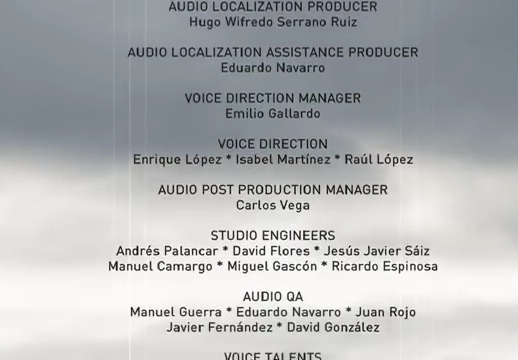 AUDIO LOCALIZATION PRODUCER
Hugo Wifredo Serrano Ruiz
AUDIO LOCALIZATION ASSISTANCE PRODUCER
Eduardo Navarro
VOICE DIRECTION MANAGER
Emilio Gallardo
VOICE DIRECTION
Enrique López * Isabel Martínez * Raúl López
AUDIO POST PRODUCTION MANAGER
Carlos Vega
STUDIO ENGINEERS
Andrés Palancar * David Flores * Jesús Javier Sáiz
Manuel Camargo * Miguel Gascón * Ricardo Espinosa
AUDIO QA
Manuel Guerra * Eduardo Navarro * Juan Rojo
Javier Fernández * David González
VOICE TALENTS